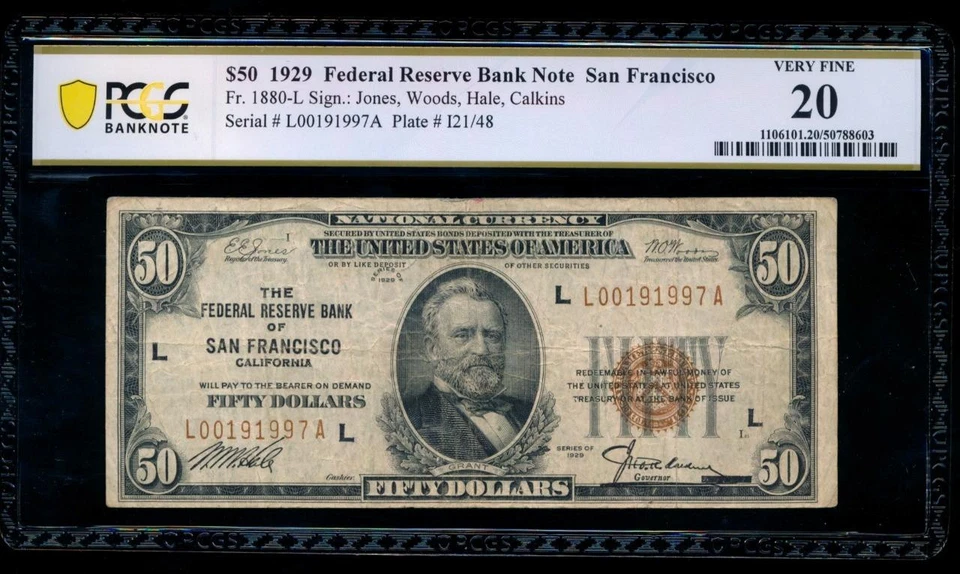 PCGS
BANKNOTE
$50 1929 Federal Reserve Bank Note San Francisco
Fr. 1880-L Sign.: Jones, Woods, Hale, Calkins
Serial # L00191997A Plate # I21/48
VERY FINE
20
1106101.20/50788603
NATIONAL CURRENCY
SECURED BY UNITED STATES BONDS DEPOSITED WITH THE TREASURER OF
THE UNITED STATES OF AMERICA
OR BY LIKE DEPOSIT OF OTHER SECURITIES
50
50
E.E. Jones
Register of the Treasury.
I
W.O. Woods
Treasurer of the United States
SERIES OF
1929
THE
FEDERAL RESERVE BANK
OF
SAN FRANCISCO
CALIFORNIA
L
L L00191997A
WILL PAY TO THE BEARER ON DEMAND
FIFTY DOLLARS
L00191997A L
FIFTY
REDEEMABLE IN LAWFUL MONEY OF
THE UNITED STATES AT UNITED STATES
TREASURY OR AT THE BANK OF ISSUE
L
SERIES OF
1929
GRANT
Cashier
Governor
50
FIFTY DOLLARS
50